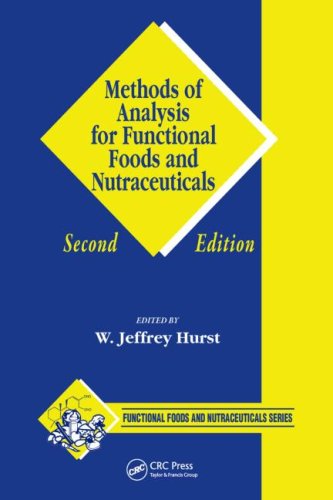 Methods of
Analysis
for Functional
Foods and
Nutraceuticals
Second Edition
EDITED BY
W. Jeffrey Hurst
FUNCTIONAL FOODS AND NUTRACEUTICALS SERIES
CRC
CRC Press
Taylor & Francis Group